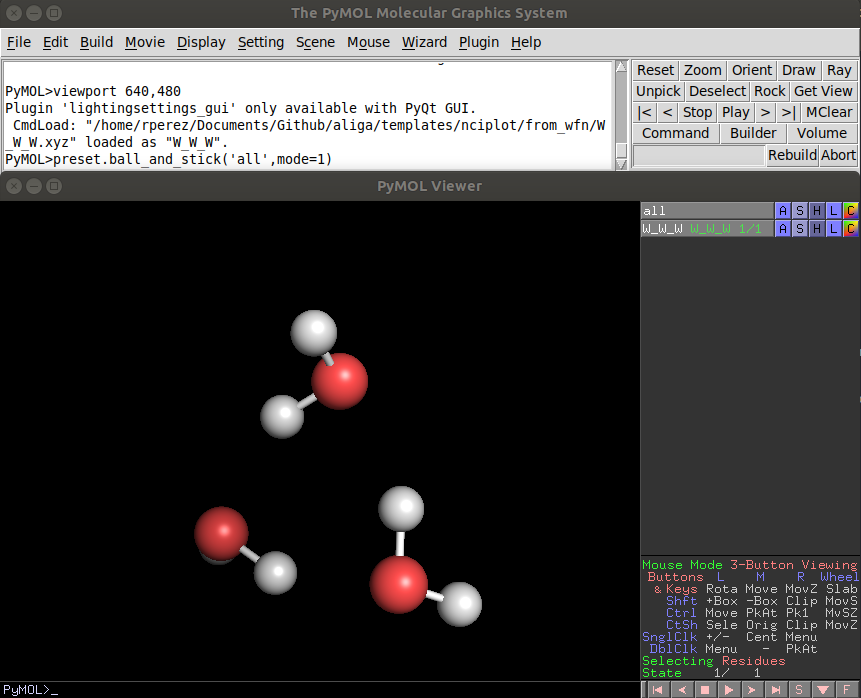 The PyMOL Molecular Graphics System
File Edit Build Movie Display Setting Scene Mouse Wizard Plugin Help
PyMOL>viewport 640,480
Plugin 'lightingsettings_gui' only available with PyQt GUI.
CmdLoad: "/home/rperez/Documents/Github/aliga/templates/nciplot/from_wfn/W
_W_W.xyz" loaded as "W_W_W".
PyMOL>preset.ball_and_stick('all',mode=1)
Reset Zoom Orient Draw Ray
Unpick Deselect Rock Get View
|< < Stop Play > >| MClear
Command Builder Volume
Rebuild Abort
PyMOL Viewer
all A S H L C
W_W_W W_W_W 1/1 A S H L C
Mouse Mode 3-Button Viewing
Buttons L M R Wheel
& Keys Rota Move MovZ Slab
Shft +Box -Box Clip MovS
Ctrl Move PkAt Pk1 MvSZ
CtSh Sele Orig Clip MovZ
SnglClk +/- Cent Menu
DblClk Menu - PkAt
Selecting Residues
State 1/ 1
PyMOL>_
S F